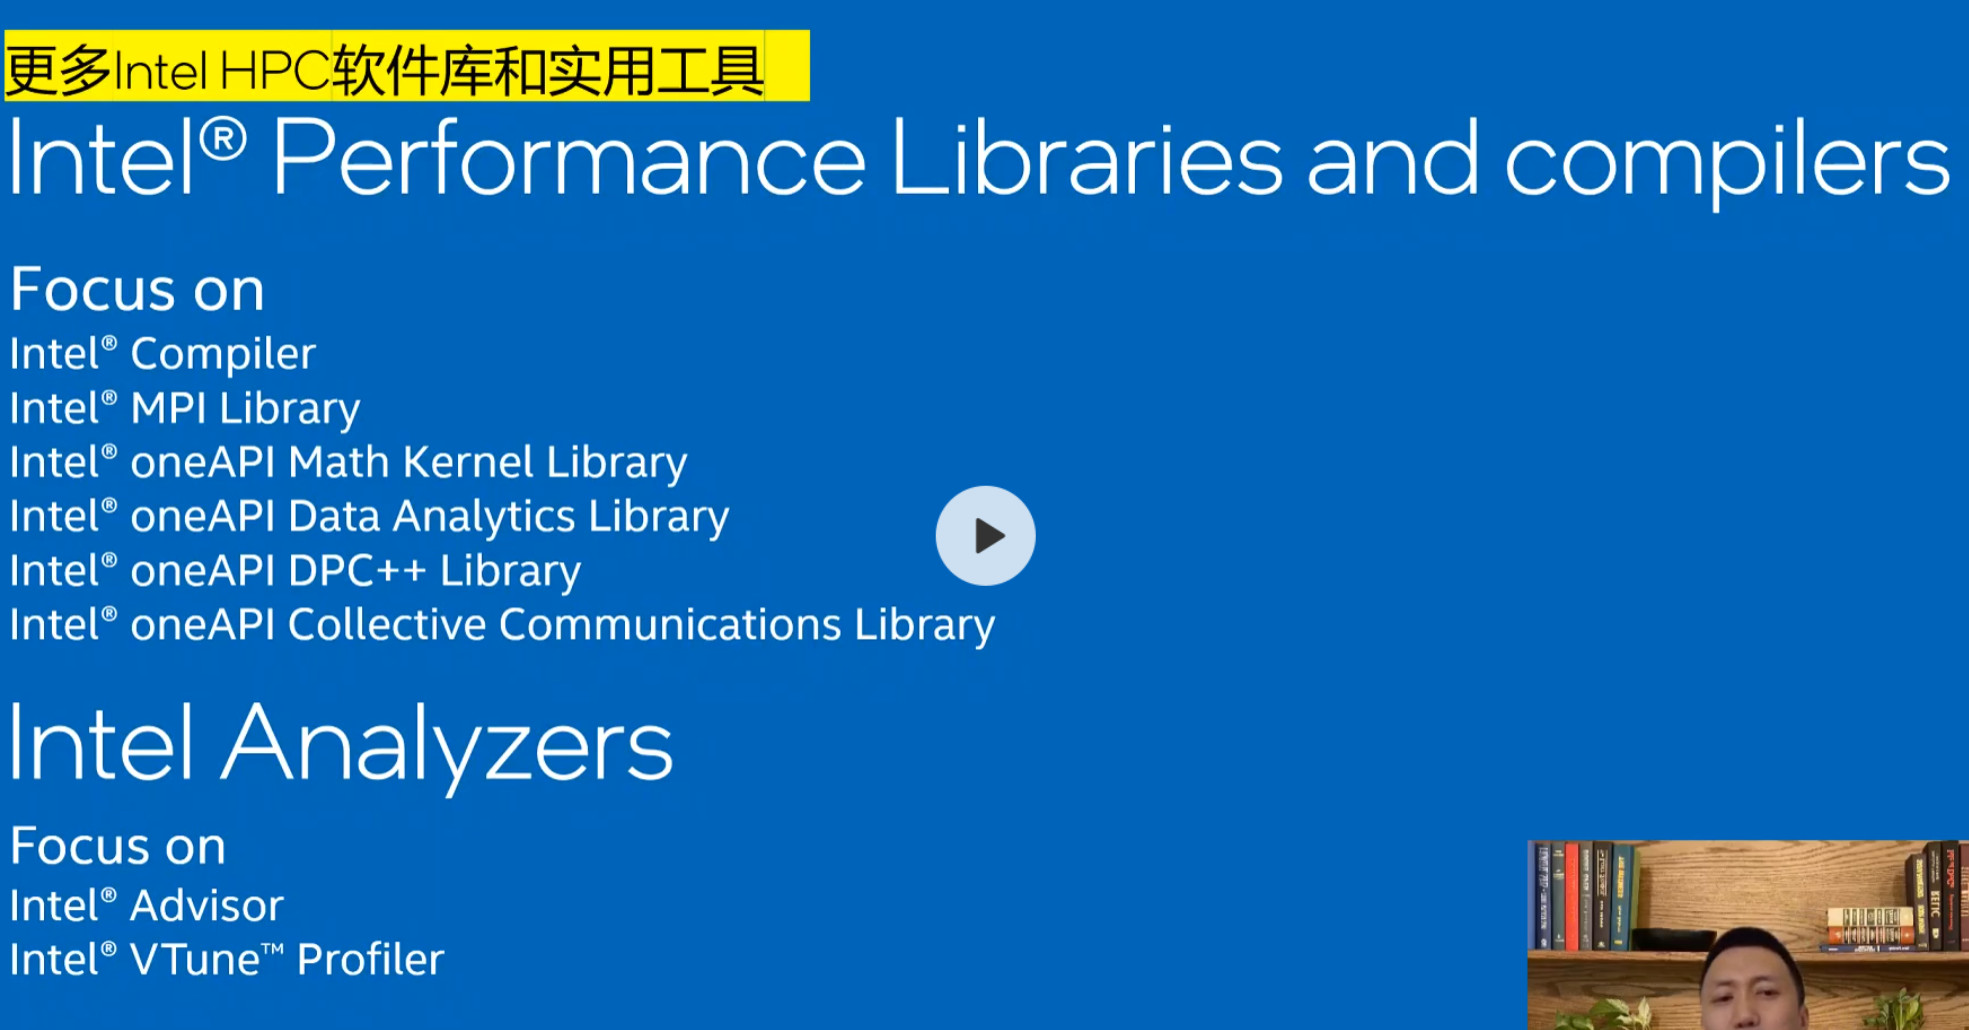 更多Intel HPC软件库和实用工具
Intel® Performance Libraries and compilers
Focus on
Intel® Compiler
Intel® MPI Library
Intel® oneAPI Math Kernel Library
Intel® oneAPI Data Analytics Library
Intel® oneAPI DPC++ Library
Intel® oneAPI Collective Communications Library
Intel Analyzers
Focus on
Intel® Advisor
Intel® VTune™ Profiler